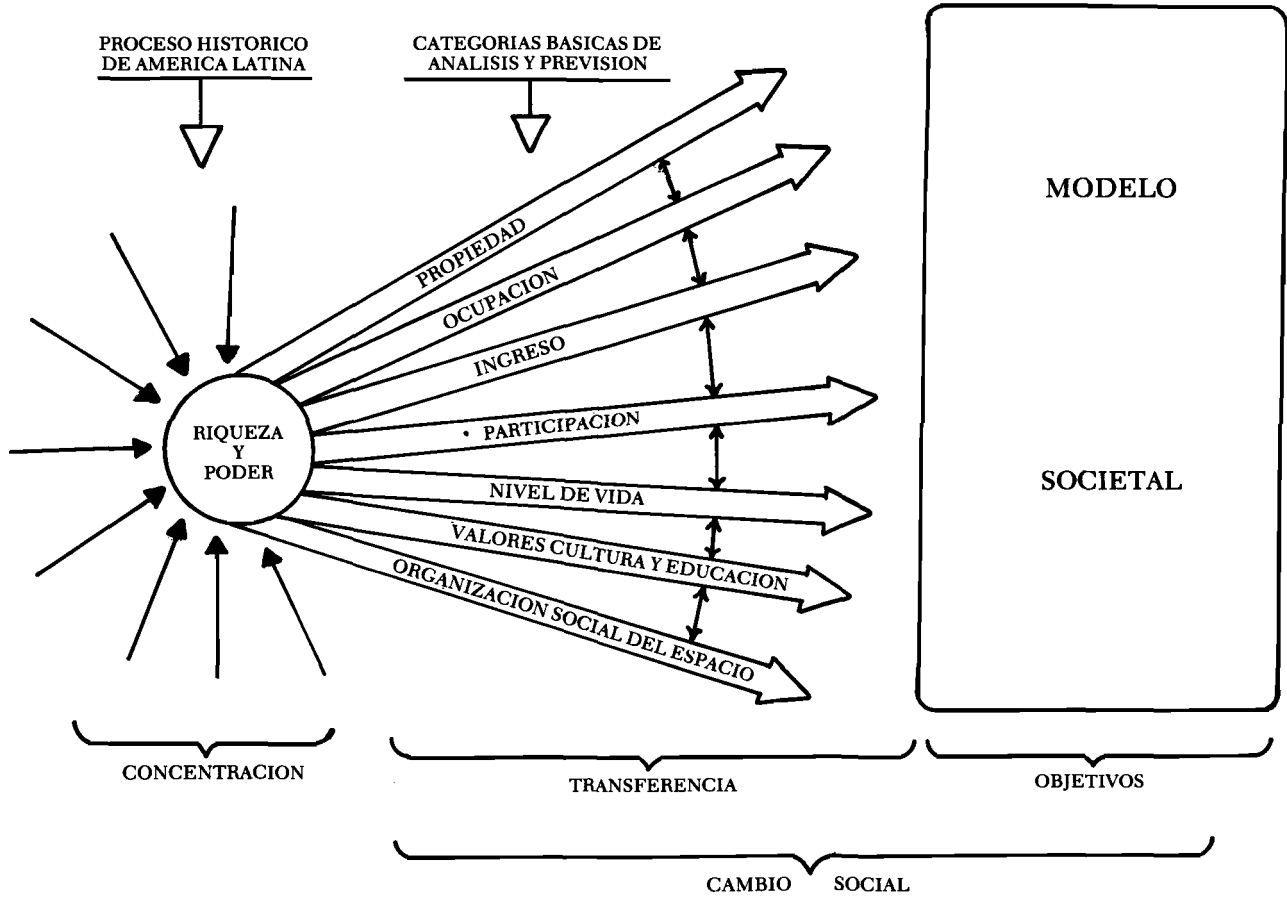 PROCESO HISTORICO
DE AMERICA LATINA
CATEGORIAS BASICAS DE
ANALISIS Y PREVISION
MODELO
SOCIETAL
RIQUEZA
Y
PODER
PROPIEDAD
OCUPACION
INGRESO
PARTICIPACION
NIVEL DE VIDA
VALORES CULTURA Y EDUCACION
ORGANIZACION SOCIAL DEL ESPACIO
CONCENTRACION
TRANSFERENCIA
OBJETIVOS
CAMBIO SOCIAL